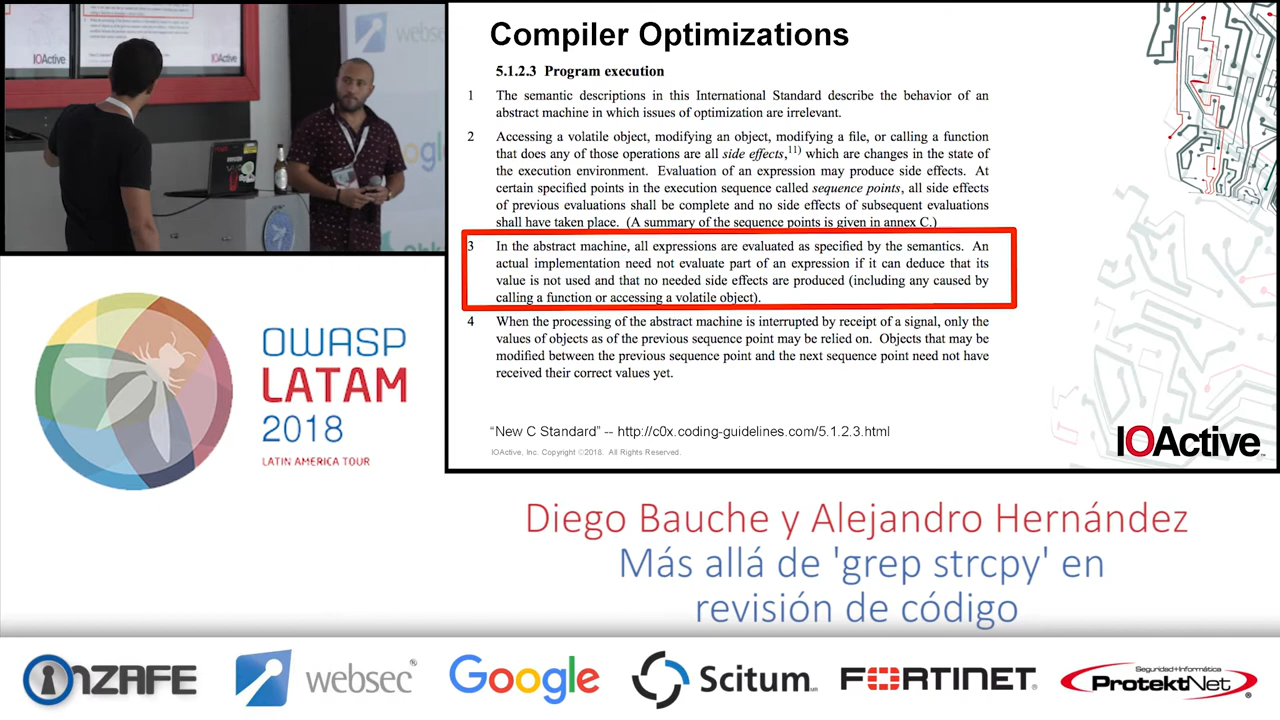 IOActive
websec
Compiler Optimizations
5.1.2.3 Program execution
1 The semantic descriptions in this International Standard describe the behavior of an
abstract machine in which issues of optimization are irrelevant.
2 Accessing a volatile object, modifying an object, modifying a file, or calling a function
that does any of those operations are all side effects,11) which are changes in the state of
the execution environment. Evaluation of an expression may produce side effects. At
certain specified points in the execution sequence called sequence points, all side effects
of previous evaluations shall be complete and no side effects of subsequent evaluations
shall have taken place. (A summary of the sequence points is given in annex C.)
3 In the abstract machine, all expressions are evaluated as specified by the semantics. An
actual implementation need not evaluate part of an expression if it can deduce that its
value is not used and that no needed side effects are produced (including any caused by
calling a function or accessing a volatile object).
4 When the processing of the abstract machine is interrupted by receipt of a signal, only the
values of objects as of the previous sequence point may be relied on. Objects that may be
modified between the previous sequence point and the next sequence point need not have
received their correct values yet.
"New C Standard" -- http://c0x.coding-guidelines.com/5.1.2.3.html
IOActive, Inc. Copyright ©2018. All Rights Reserved.
IOActive™
OWASP
LATAM
2018
LATIN AMERICA TOUR
Diego Bauche y Alejandro Hernández
Más allá de 'grep strcpy' en
revisión de código
ONZAFE
websec®
Google
Scitum MR
FORTINET®
Seguridad+Informática
ProtektNet®